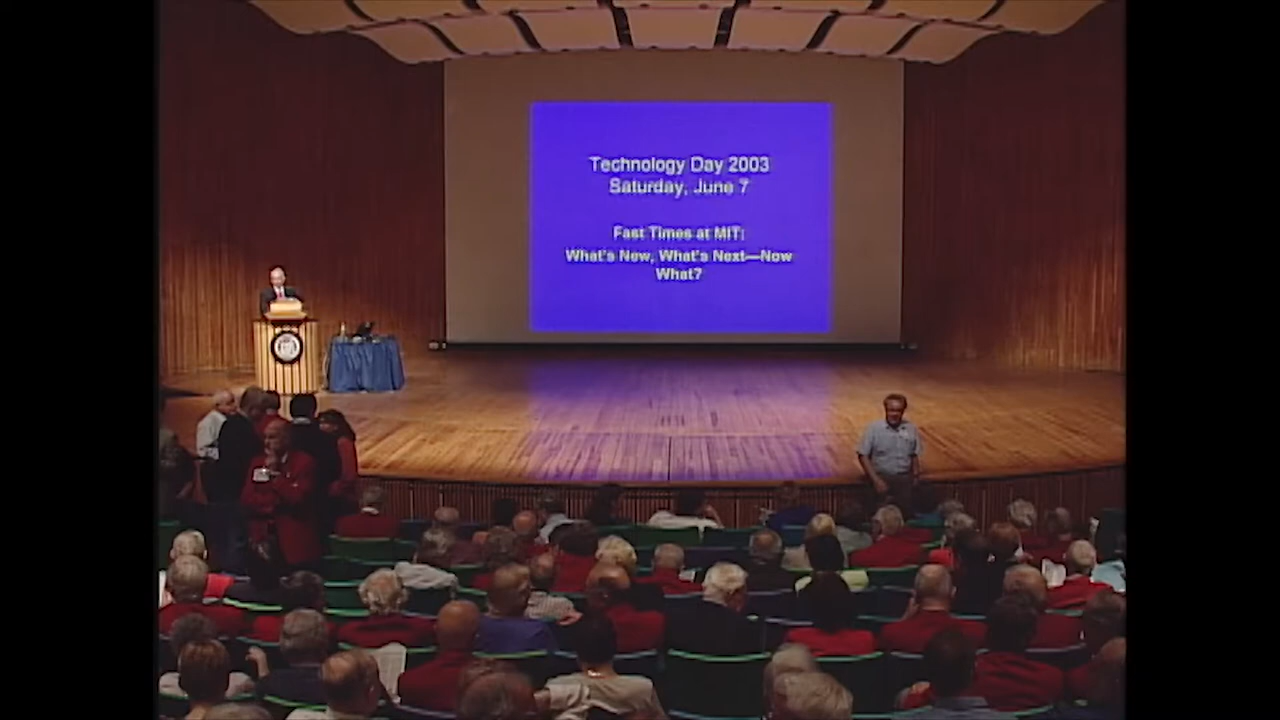 Technology Day 2003
Saturday, June 7
Fast Times at MIT:
What's New, What's Next—Now
What?